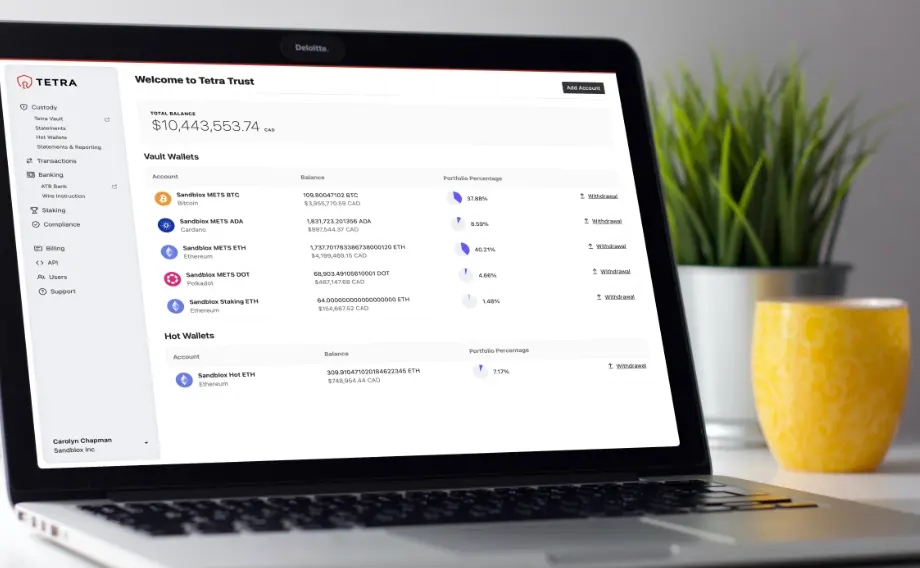 Deloitte.
TETRA
Custody
Tetra Vault
Statements
Hot Wallets
Statements & Reporting
Transactions
Banking
ATB Bank
Wire Instruction
Staking
Compliance
Billing
API
Users
Support
Carolyn Chapman
Sandblox Inc
Welcome to Tetra Trust
Add Account
TOTAL BALANCE
$10,443,553.74 CAD
Vault Wallets
Account Balance Portfolio Percentage
Sandblox METS BTC 109.80047102 BTC 37.88% Withdrawal
Bitcoin $3,955,770.59 CAD
Sandblox METS ADA 1,831,723.201356 ADA 8.59% Withdrawal
Cardano $897,544.37 CAD
Sandblox METS ETH 1,737.701783386738000120 ETH 40.21% Withdrawal
Ethereum $4,199,469.15 CAD
Sandblox METS DOT 68,903.49105610001 DOT 4.66% Withdrawal
Polkadot $487,147.68 CAD
Sandblox Staking ETH 64.000000000000000000 ETH 1.48% Withdrawal
Ethereum $154,667.62 CAD
Hot Wallets
Account Balance Portfolio Percentage
Sandblox Hot ETH 309.910471020184622345 ETH 7.17% Withdrawal
Ethereum $748,954.44 CAD